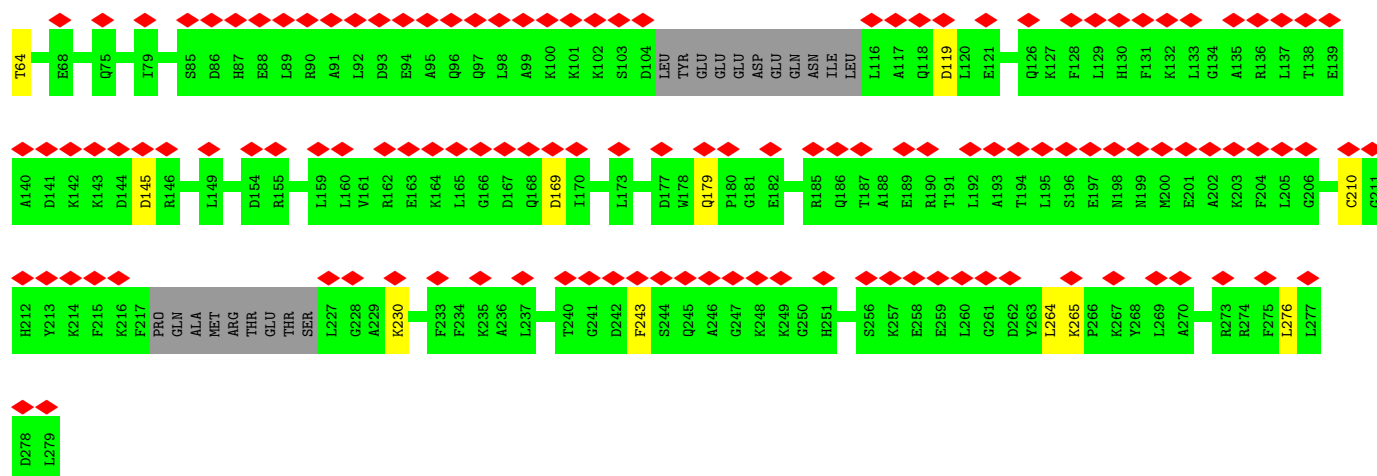 T64 E68 Q75 I79 S85 D86 H87 E88 L89 R90 A91 L92 D93 E94 A95 Q96 Q97 L98 A99 K100 K101 K102 S103 D104 LEU TYR GLU GLU GLU ASP GLU GLN ASN ILE LEU L116 A117 Q118 D119 L120 E121 Q126 K127 F128 L129 H130 F131 K132 L133 G134 A135 R136 L137 T138 E139
A140 D141 K142 K143 D144 D145 R146 L149 D154 R155 L159 L160 V161 R162 E163 K164 L165 G166 D167 Q168 D169 I170 L173 D177 W178 Q179 P180 G181 E182 R185 Q186 T187 A188 E189 R190 T191 L192 A193 T194 L195 S196 E197 N198 N199 M200 E201 A202 K203 F204 L205 G206 C210 G211
H212 Y213 K214 F215 K216 F217 PRO GLN ALA MET ARG THR GLU THR SER L227 G228 A229 K230 F233 F234 K235 A236 L237 T240 G241 D242 F243 S244 Q245 A246 G247 K248 K249 G250 H251 S256 K257 E258 E259 L260 G261 D262 Y263 L264 K265 P266 K267 Y268 L269 A270 R273 R274 F275 L276 L277
D278 L279